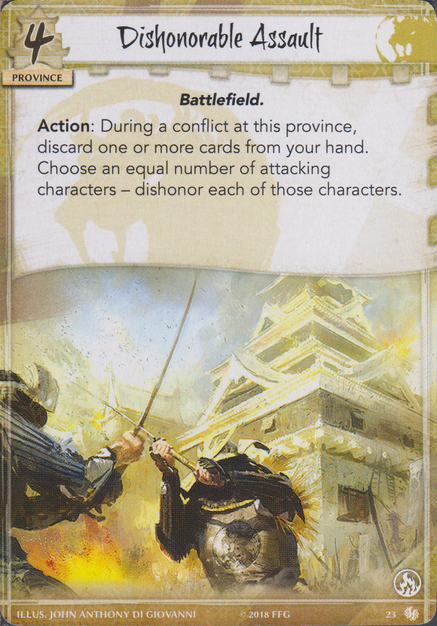 4
Dishonorable Assault
PROVINCE
Battlefield.
Action: During a conflict at this province,
discard one or more cards from your hand.
Choose an equal number of attacking
characters – dishonor each of those characters.
ILLUS. JOHN ANTHONY DI GIOVANNI
© 2018 FFG
23